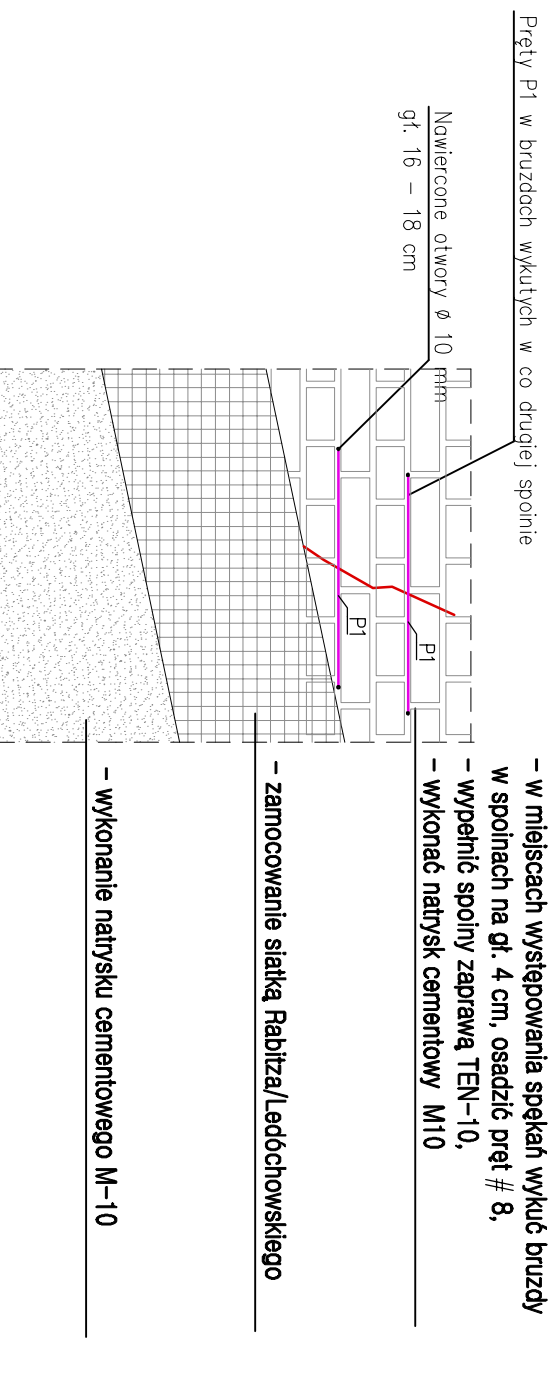 Pręty P1 w bruzdach wykutych w co drugiej spoinie
Nawiercone otwory ø 10 mm
gł. 16 – 18 cm
P1
P1
– w miejscach występowania spękań wykuć bruzdy
w spoinach na gł. 4 cm, osadzić pręt # 8,
– wypełnić spoiny zaprawą TEN–10,
– wykonać natrysk cementowy M10
– zamocowanie siatką Rabitza/Ledóchowskiego
– wykonanie natrysku cementowego M–10